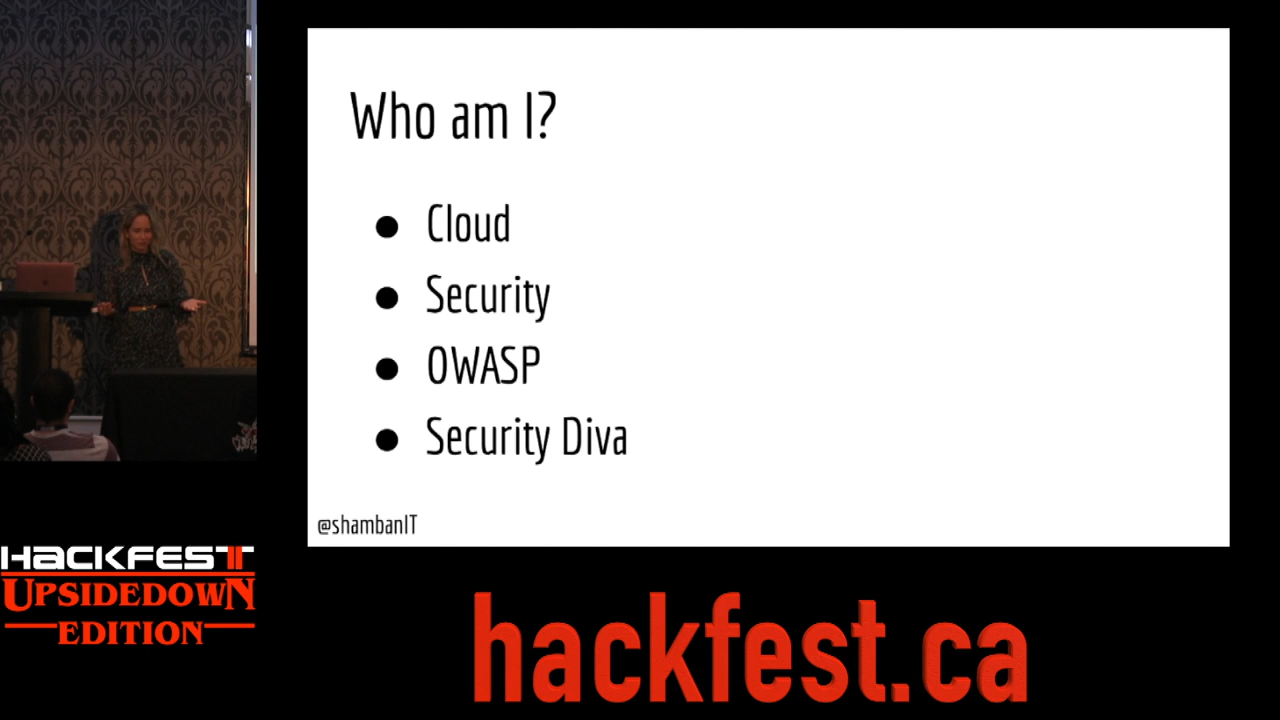 Who am I?
● Cloud
● Security
● OWASP
● Security Diva
@shambanIT
HACKFEST
UPSIDEDOWN
EDITION
hackfest.ca